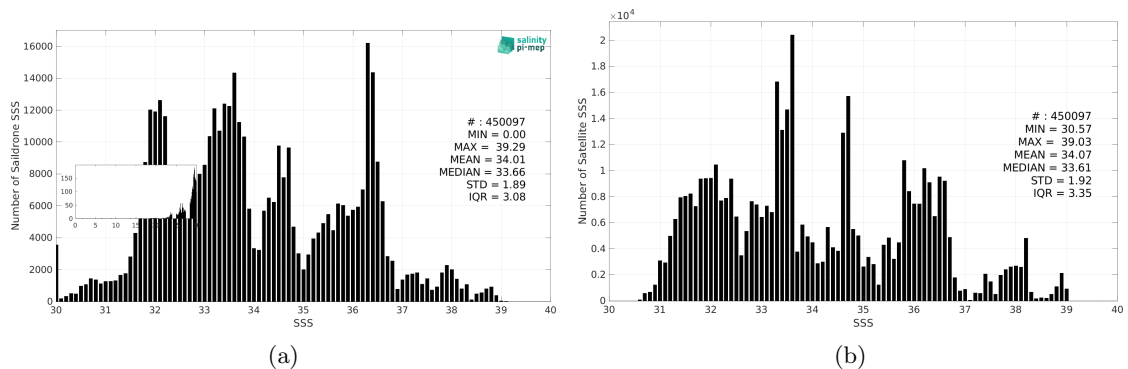 salinity
pi-mep
16000
14000
12000
10000
8000
6000
4000
2000
0
Number of Saildrone SSS
# : 450097
MIN = 0.00
MAX = 39.29
MEAN = 34.01
MEDIAN = 33.66
STD = 1.89
IQR = 3.08
150
100
50
0
0 5 10 15 20
30 31 32 33 34 35 36 37 38 39 40
SSS
(a)
×10⁴
2
1.8
1.6
1.4
1.2
1
0.8
0.6
0.4
0.2
0
Number of Satellite SSS
# : 450097
MIN = 30.57
MAX = 39.03
MEAN = 34.07
MEDIAN = 33.61
STD = 1.92
IQR = 3.35
30 31 32 33 34 35 36 37 38 39 40
SSS
(b)